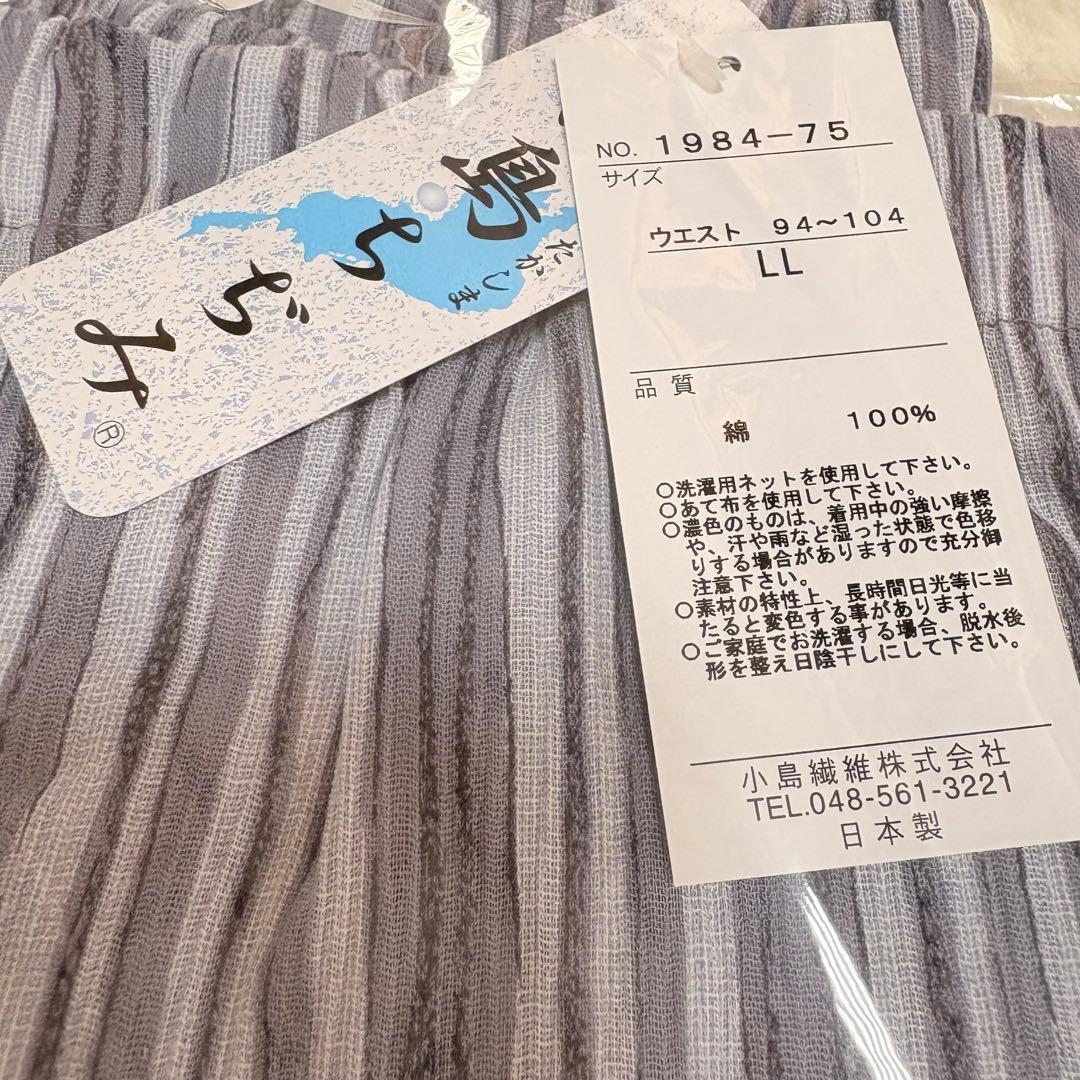 島ちぢみ
たかしま
®
NO. 1984-75
サイズ
ウエスト 94～104
LL
品質
綿 100%
○洗濯用ネットを使用して下さい。
○あて布を使用して下さい。
○濃色のものは、着用中の強い摩擦
や、汗や雨など湿った状態で色移
りする場合がありますので充分御
注意下さい。
○素材の特性上、長時間日光等に当
たると変色する事があります。
○ご家庭でお洗濯する場合、脱水後
形を整え日陰干しにして下さい。
小島繊維株式会社
TEL.048-561-3221
日本製